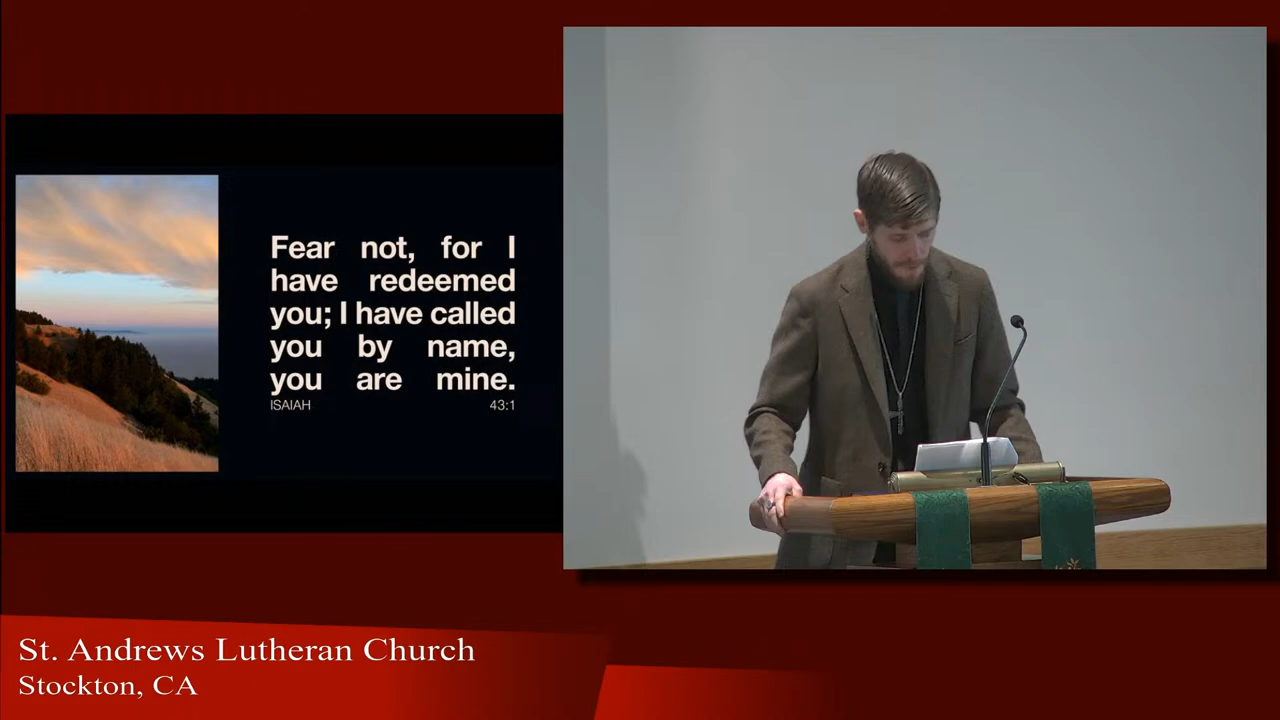 Fear not, for I
have redeemed
you; I have called
you by name,
you are mine.
ISAIAH 43:1
St. Andrews Lutheran Church
Stockton, CA